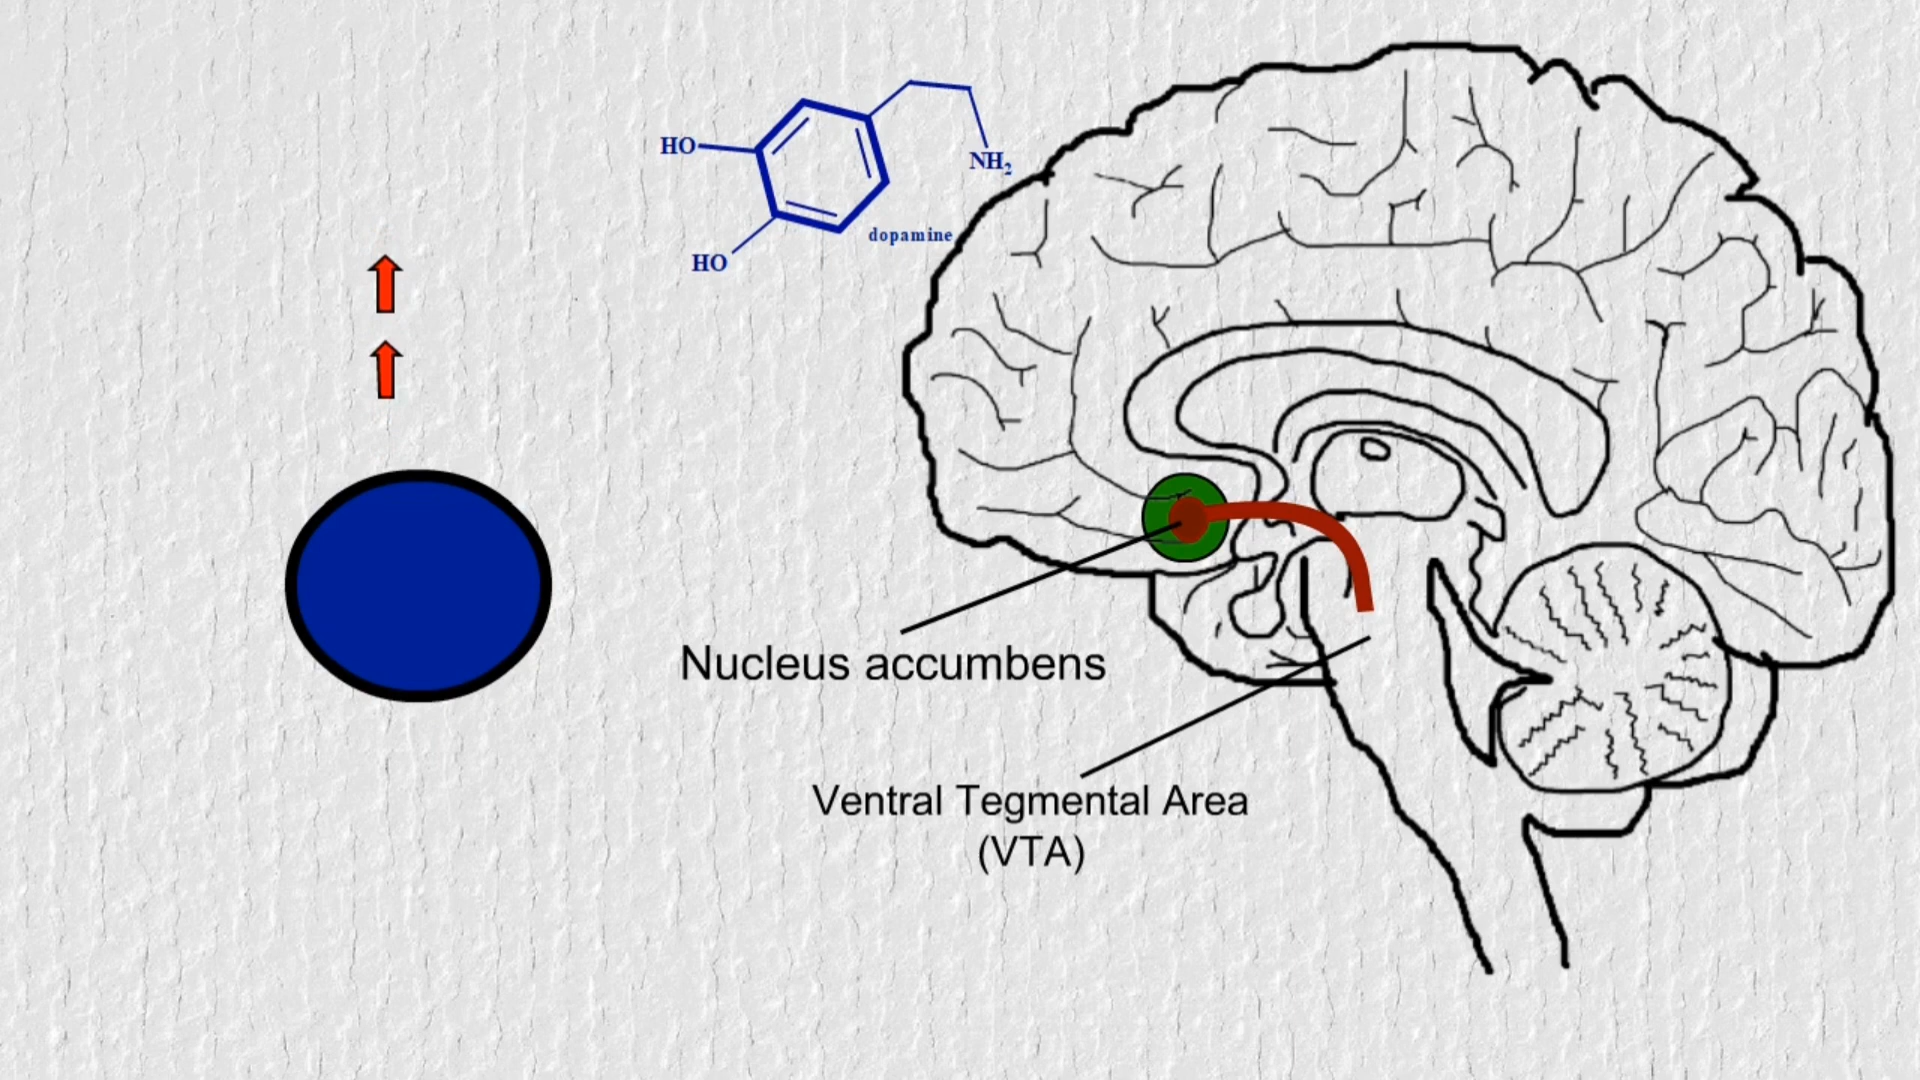 HO
NH₂
dopamine
HO
Nucleus accumbens
Ventral Tegmental Area
(VTA)